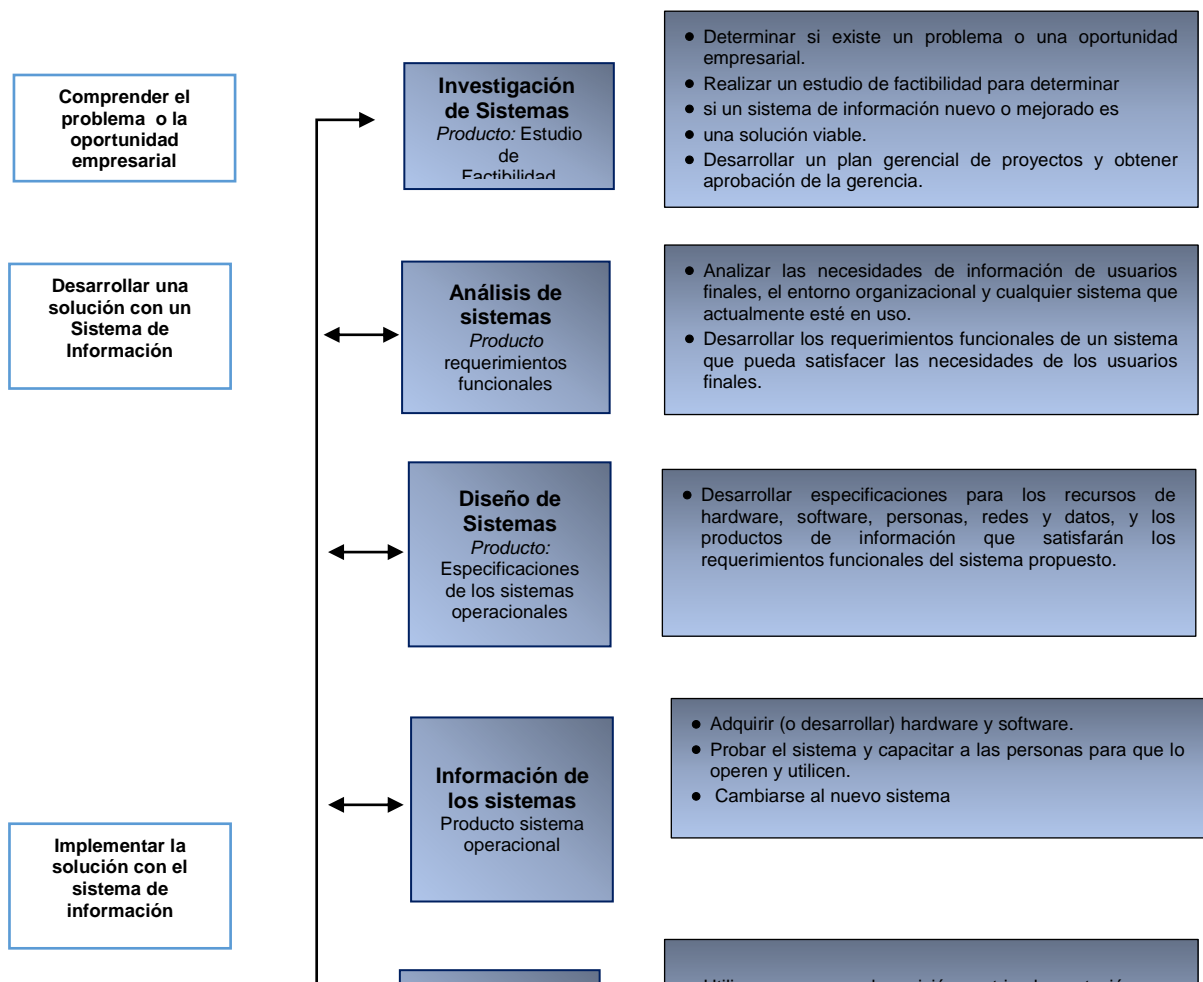 Comprender el
problema o la
oportunidad
empresarial
Investigación
de Sistemas
Producto: Estudio
de
Factibilidad
● Determinar si existe un problema o una oportunidad
empresarial.
● Realizar un estudio de factibilidad para determinar
● si un sistema de información nuevo o mejorado es
● una solución viable.
● Desarrollar un plan gerencial de proyectos y obtener
aprobación de la gerencia.
Desarrollar una
solución con un
Sistema de
Información
Análisis de
sistemas
Producto
requerimientos
funcionales
● Analizar las necesidades de información de usuarios
finales, el entorno organizacional y cualquier sistema que
actualmente esté en uso.
● Desarrollar los requerimientos funcionales de un sistema
que pueda satisfacer las necesidades de los usuarios
finales.
Diseño de
Sistemas
Producto:
Especificaciones
de los sistemas
operacionales
● Desarrollar especificaciones para los recursos de
hardware, software, personas, redes y datos, y los
productos de información que satisfarán los
requerimientos funcionales del sistema propuesto.
Información de
los sistemas
Producto sistema
operacional
● Adquirir (o desarrollar) hardware y software.
● Probar el sistema y capacitar a las personas para que lo
operen y utilicen.
● Cambiarse al nuevo sistema
Implementar la
solución con el
sistema de
información